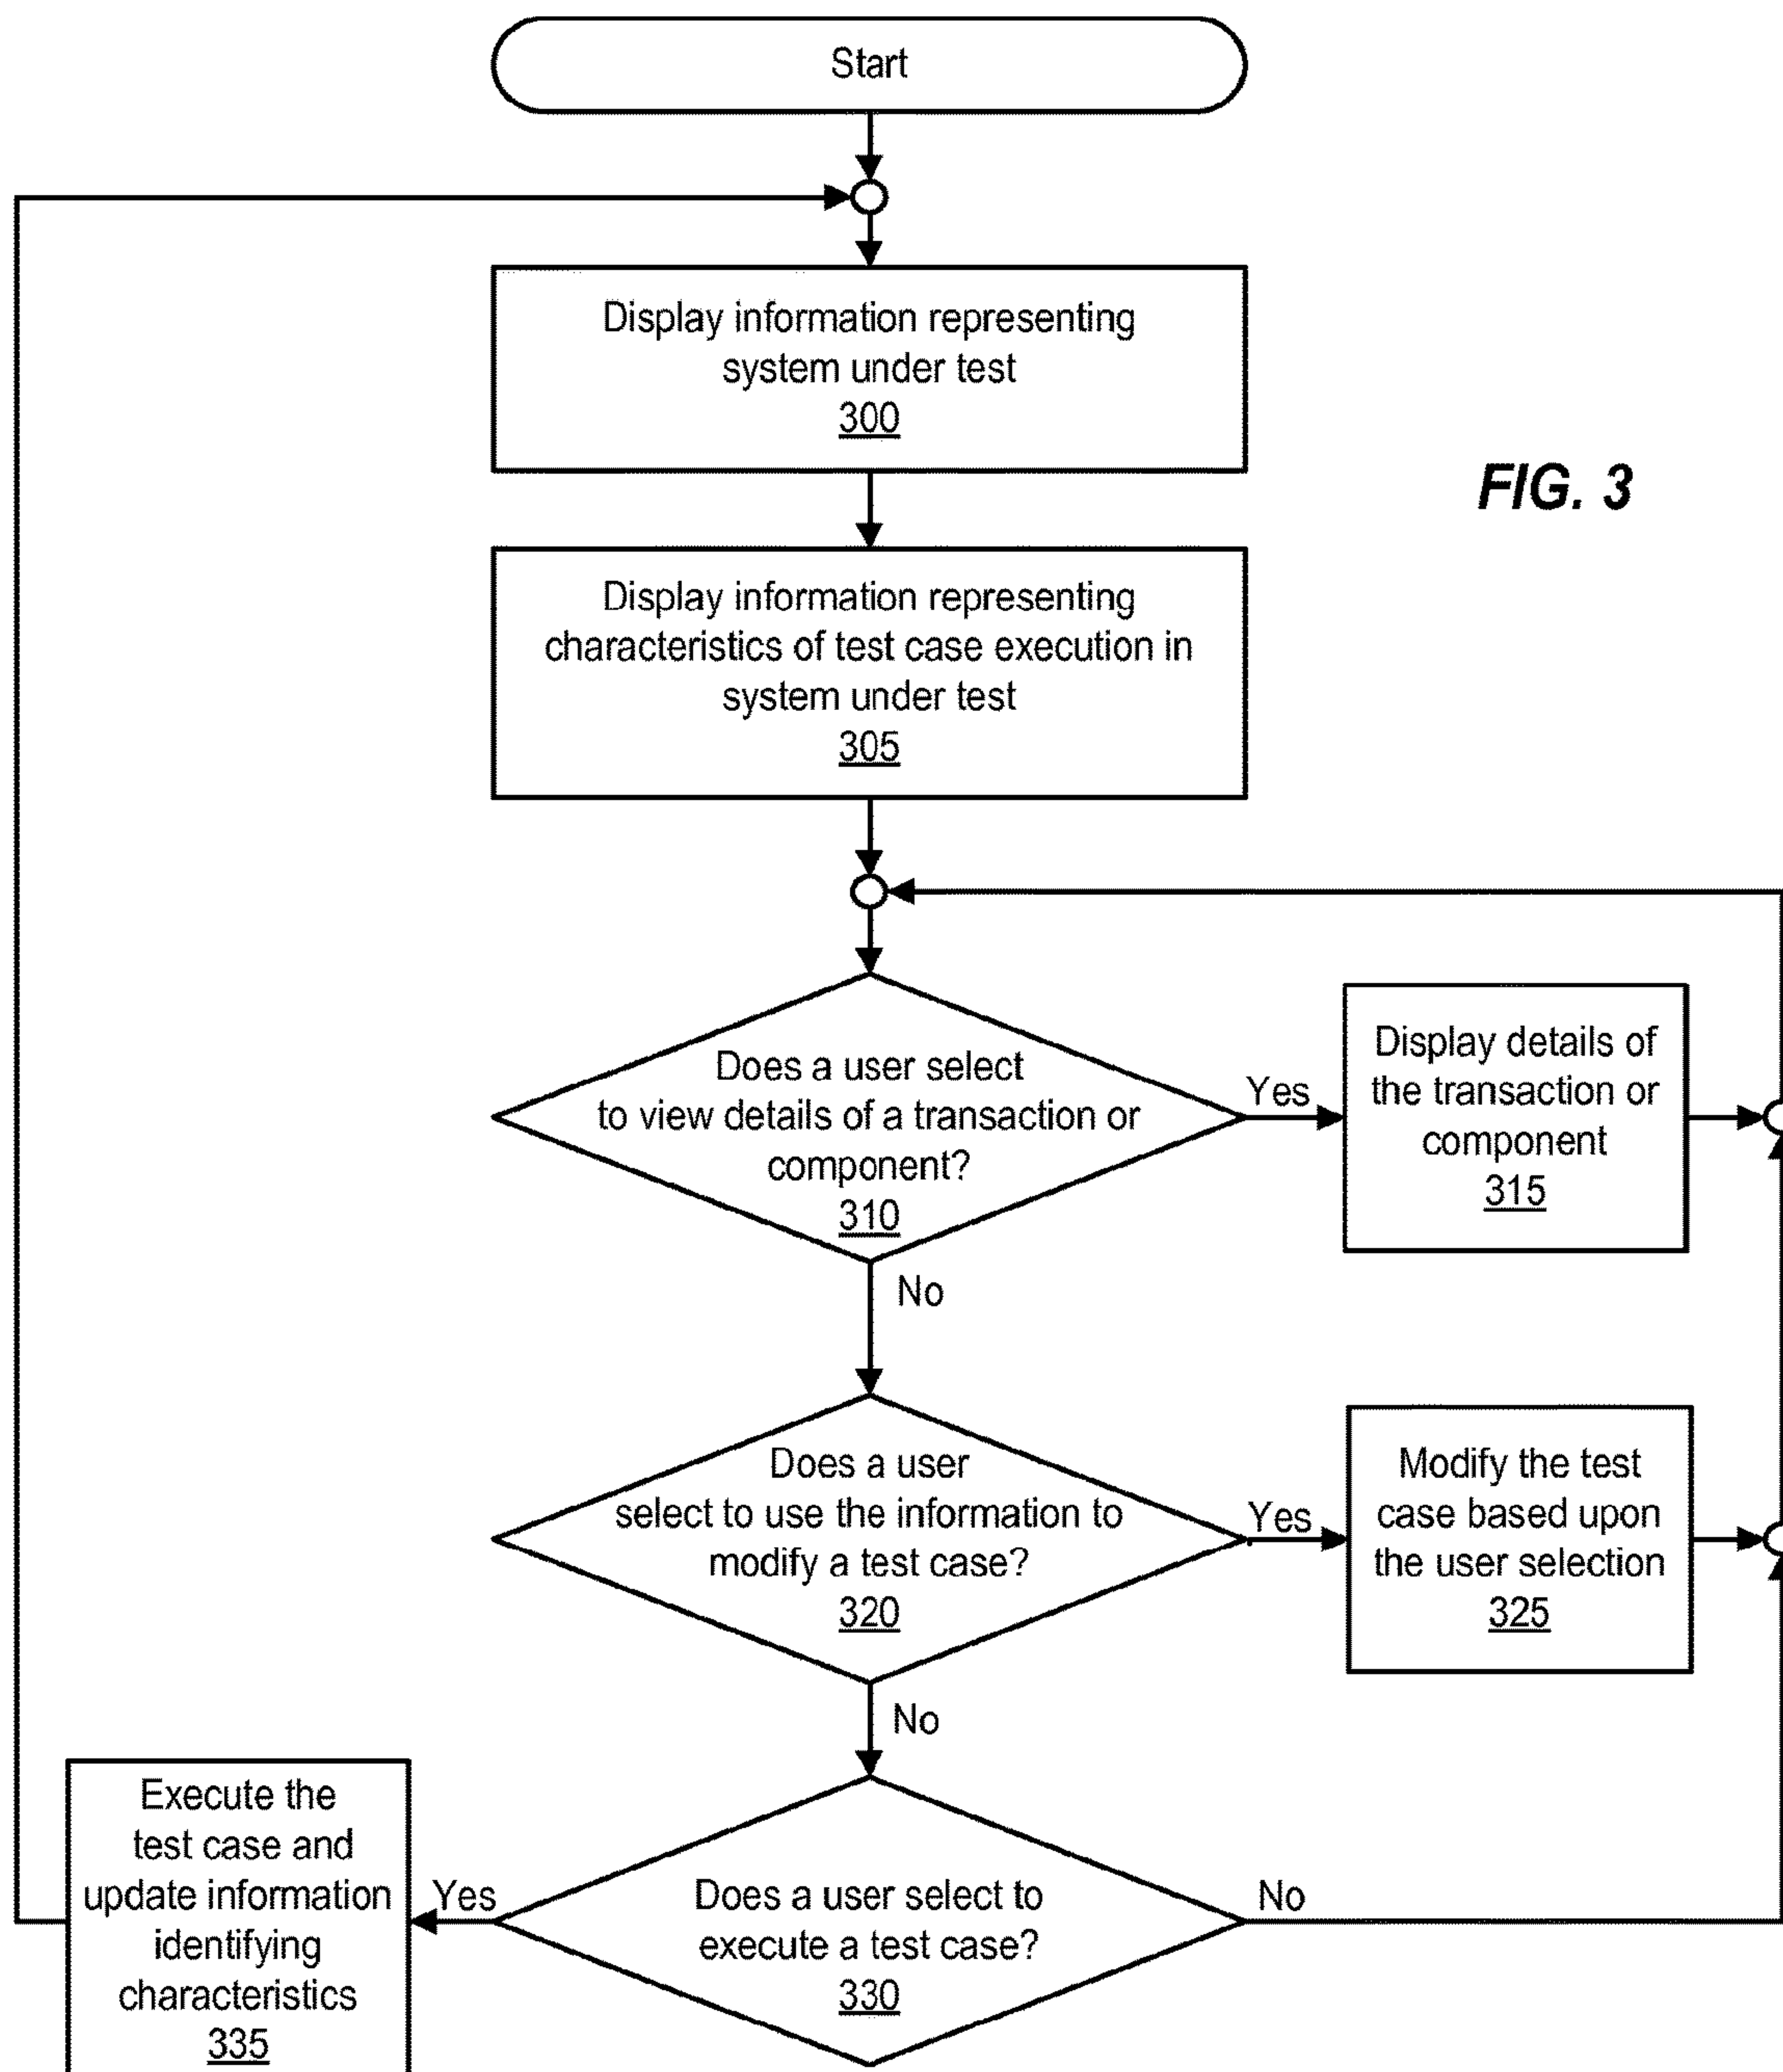 Start
Display information representing
system under test
300
FIG. 3
Display information representing
characteristics of test case execution in
system under test
305
Does a user select
to view details of a transaction or
component?
310
Yes
Display details of
the transaction or
component
315
No
Does a user
select to use the information to
modify a test case?
320
Yes
Modify the test
case based upon
the user selection
325
No
Does a user select to
execute a test case?
330
No
Yes
Execute the
test case and
update information
identifying
characteristics
335